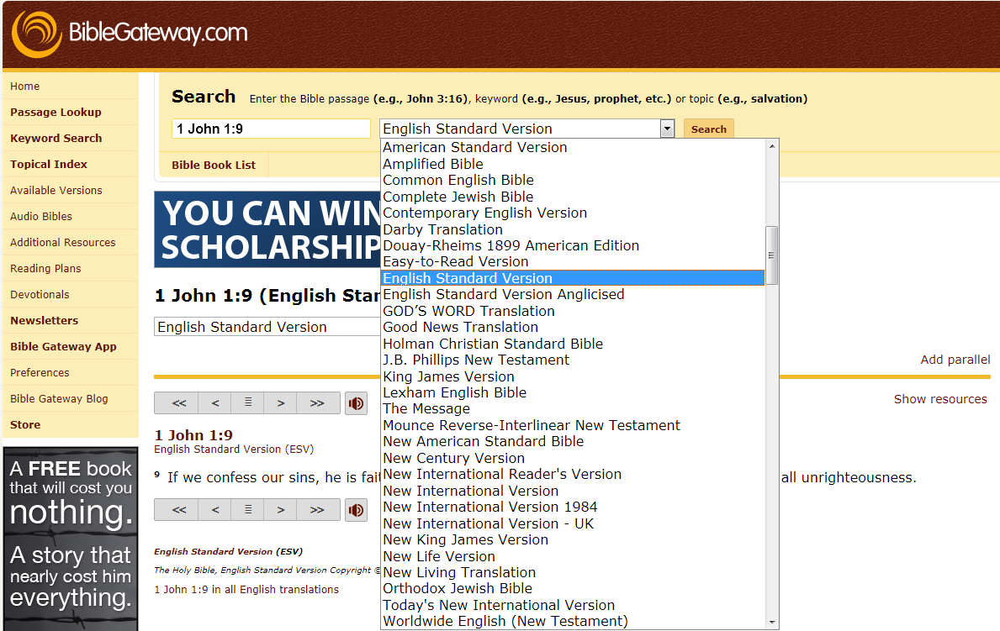 BibleGateway.com
Home
Passage Lookup
Keyword Search
Topical Index
Available Versions
Audio Bibles
Additional Resources
Reading Plans
Devotionals
Newsletters
Bible Gateway App
Preferences
Bible Gateway Blog
Store
A FREE book
that will cost you
nothing.
A story that
nearly cost him
everything.
Search Enter the Bible passage (e.g., John 3:16), keyword (e.g., Jesus, prophet, etc.) or topic (e.g., salvation)
1 John 1:9 English Standard Version Search
Bible Book List
American Standard Version
Amplified Bible
Common English Bible
Complete Jewish Bible
Contemporary English Version
Darby Translation
Douay-Rheims 1899 American Edition
Easy-to-Read Version
English Standard Version
English Standard Version Anglicised
GOD’S WORD Translation
Good News Translation
Holman Christian Standard Bible
J.B. Phillips New Testament
King James Version
Lexham English Bible
The Message
Mounce Reverse-Interlinear New Testament
New American Standard Bible
New Century Version
New International Reader's Version
New International Version
New International Version 1984
New International Version - UK
New King James Version
New Life Version
New Living Translation
Orthodox Jewish Bible
Today's New International Version
Worldwide English (New Testament)
YOU CAN WIN
SCHOLARSHIP
1 John 1:9 (English Star
English Standard Version
Add parallel
<< < ≡ > >>
Show resources
1 John 1:9
English Standard Version (ESV)
9 If we confess our sins, he is fait all unrighteousness.
<< < ≡ > >>
English Standard Version (ESV)
The Holy Bible, English Standard Version Copyright ©
1 John 1:9 in all English translations